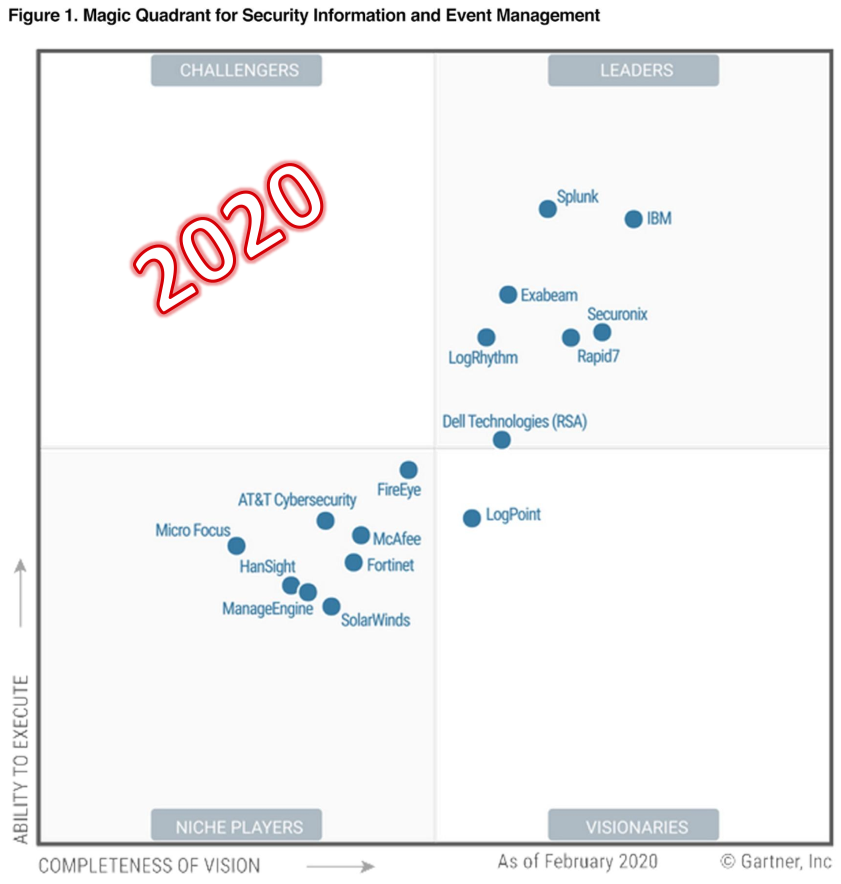 Figure 1. Magic Quadrant for Security Information and Event Management
CHALLENGERS
LEADERS
2020
Splunk
IBM
Exabeam
Securonix
LogRhythm
Rapid7
Dell Technologies (RSA)
FireEye
AT&T Cybersecurity
LogPoint
Micro Focus
McAfee
HanSight
Fortinet
ManageEngine
SolarWinds
ABILITY TO EXECUTE
NICHE PLAYERS
VISIONARIES
COMPLETENESS OF VISION
As of February 2020
© Gartner, Inc